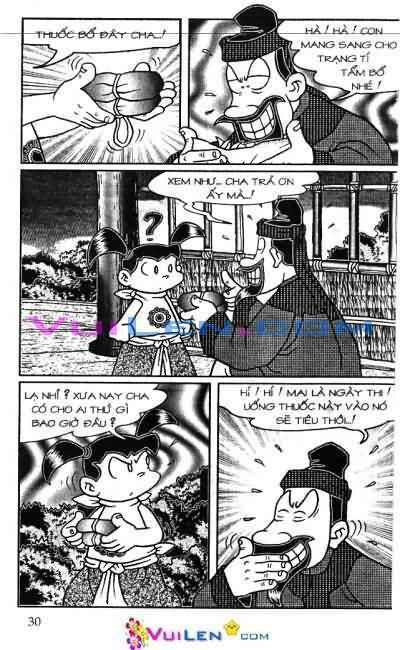 THUỐC BỔ ĐÂY CHA...!
HÀ! HÀ! CON
MANG SANG CHO
TRẠNG TÍ
TẨM BỔ
NHÉ!
XEM NHƯ... CHA TRẢ ƠN
ẤY MÀ...!
?
VUILEN.COM
LẠ NHỈ? XƯA NAY CHA
CÓ CHO AI THỨ GÌ
BAO GIỜ ĐÂU?
HÍ! HÍ! MAI LÀ NGÀY THI!
UỐNG THUỐC NÀY VÀO NÓ
SẼ TIÊU THÔI..!
30
VUILEN COM